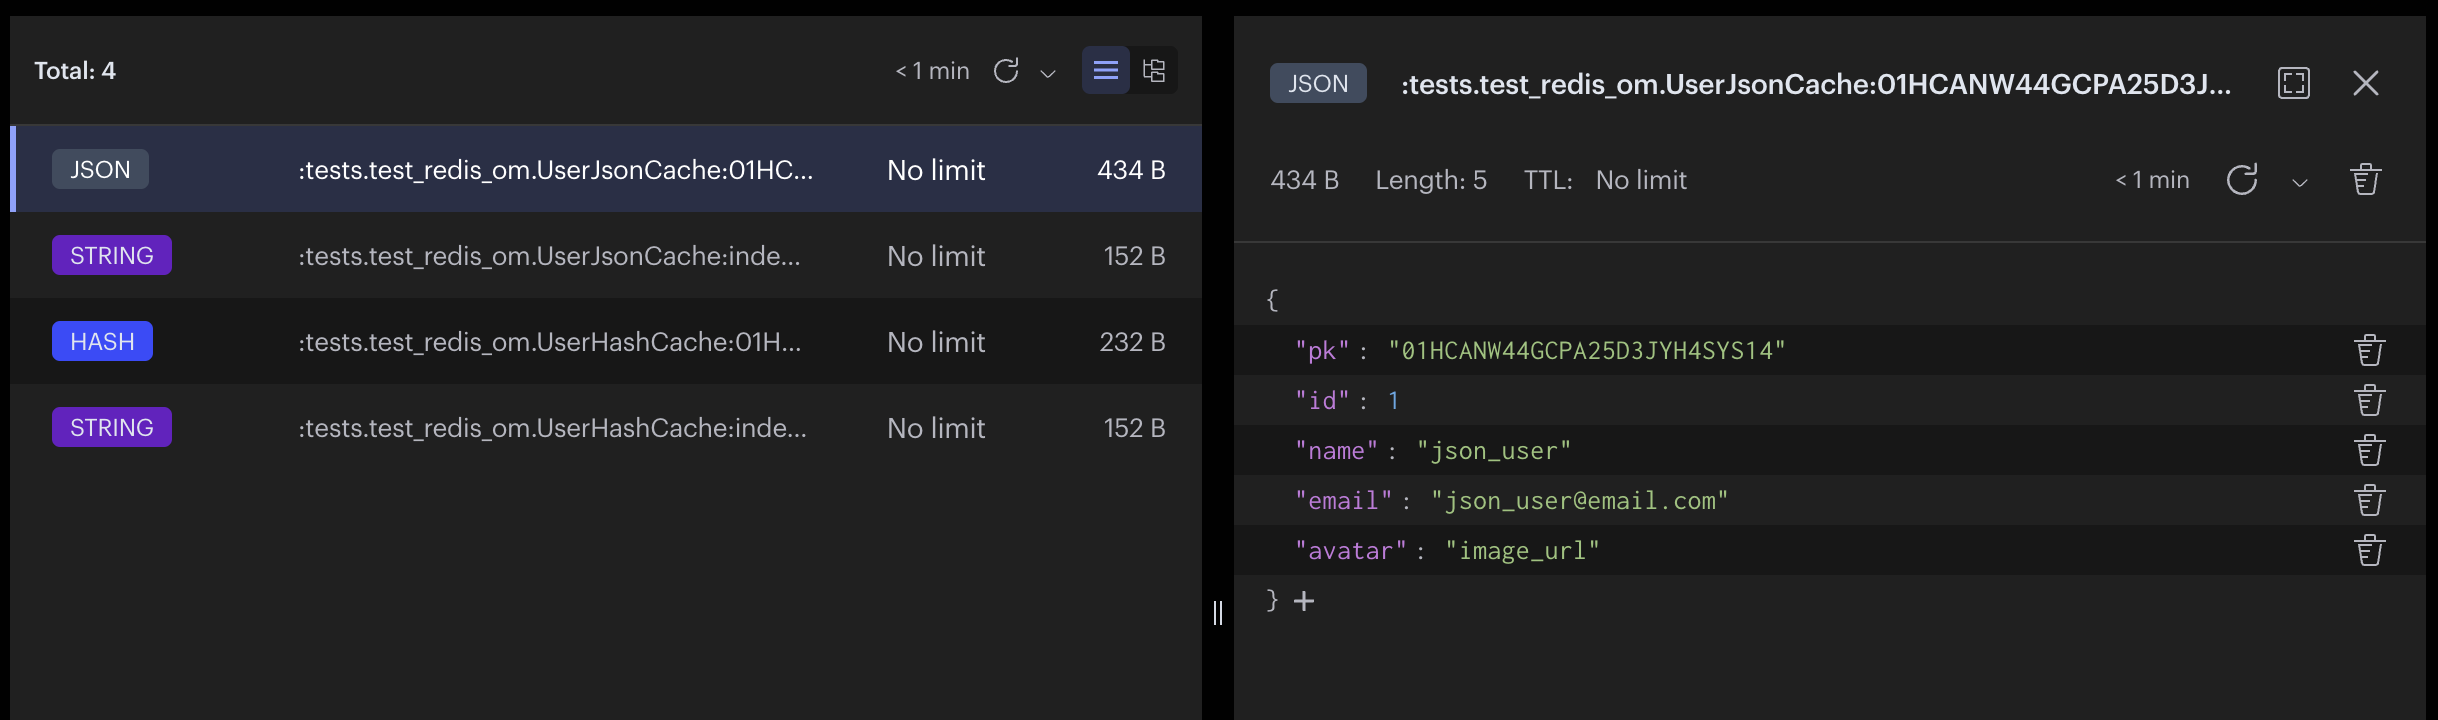 Total: 4
< 1 min
JSON :tests.test_redis_om.UserJsonCache:01HC... No limit 434 B
STRING :tests.test_redis_om.UserJsonCache:inde... No limit 152 B
HASH :tests.test_redis_om.UserHashCache:01H... No limit 232 B
STRING :tests.test_redis_om.UserHashCache:inde... No limit 152 B
JSON :tests.test_redis_om.UserJsonCache:01HCANW44GCPA25D3J...
434 B Length: 5 TTL: No limit < 1 min
{
"pk" : "01HCANW44GCPA25D3JYH4SYS14"
"id" : 1
"name" : "json_user"
"email" : "json_user@email.com"
"avatar" : "image_url"
} +